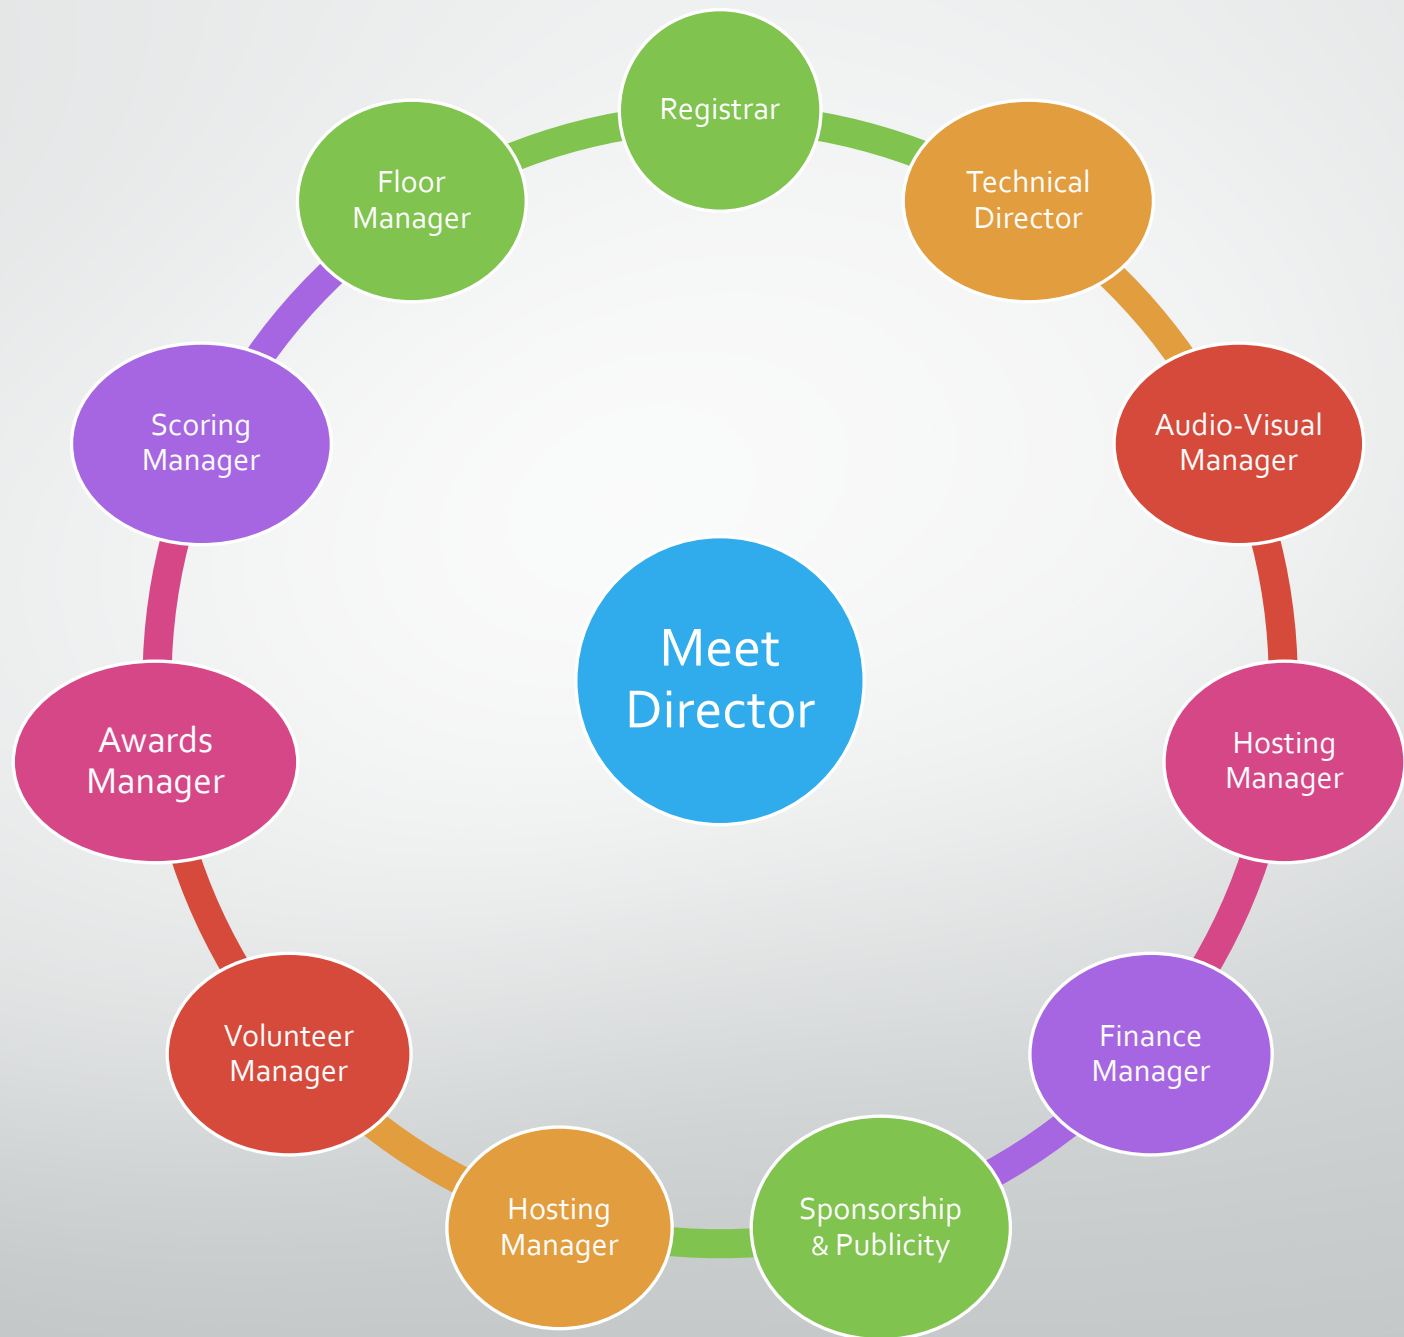 Registrar
Technical
Director
Audio-Visual
Manager
Hosting
Manager
Finance
Manager
Sponsorship
& Publicity
Hosting
Manager
Volunteer
Manager
Awards
Manager
Scoring
Manager
Floor
Manager
Meet
Director